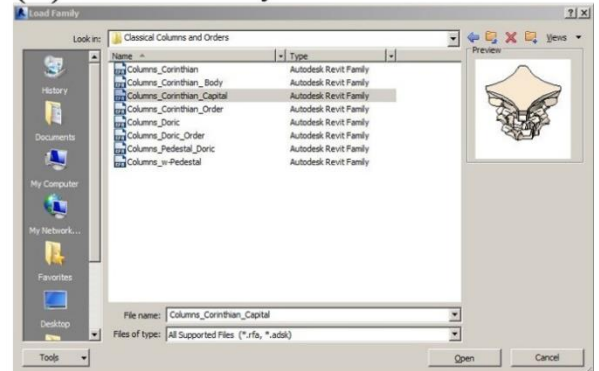 Load Family
Look in: Classical Columns and Orders Views
Name Type Preview
Columns_Corinthian Autodesk Revit Family
Columns_Corinthian_ Body Autodesk Revit Family
Columns_Corinthian_Capital Autodesk Revit Family
Columns_Corinthian_Order Autodesk Revit Family
Columns_Doric Autodesk Revit Family
Columns_Doric_Order Autodesk Revit Family
Columns_Pedestal_Doric Autodesk Revit Family
Columns_w-Pedestal Autodesk Revit Family
History
Documents
My Computer
My Network...
Favorites
Desktop
File name: Columns_Corinthian_Capital
Files of type: All Supported Files (*.rfa, *.adsk)
Tools Open Cancel